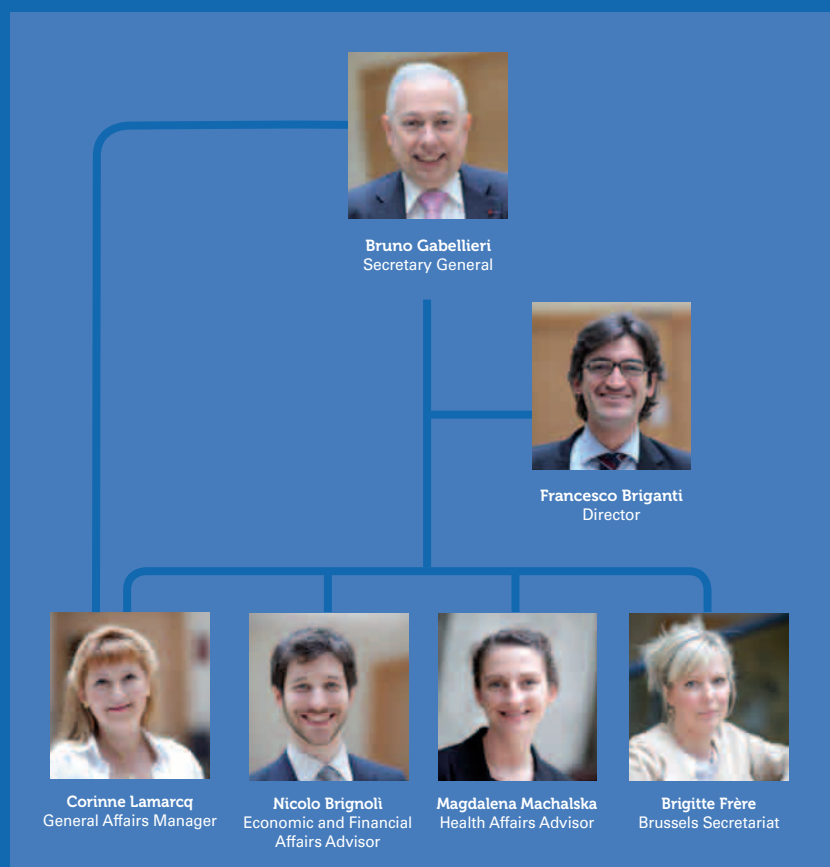 Bruno Gabellieri
Secretary General
Francesco Briganti
Director
Corinne Lamarcq
General Affairs Manager
Nicolo Brignoli
Economic and Financial
Affairs Advisor
Magdalena Machalska
Health Affairs Advisor
Brigitte Frère
Brussels Secretariat